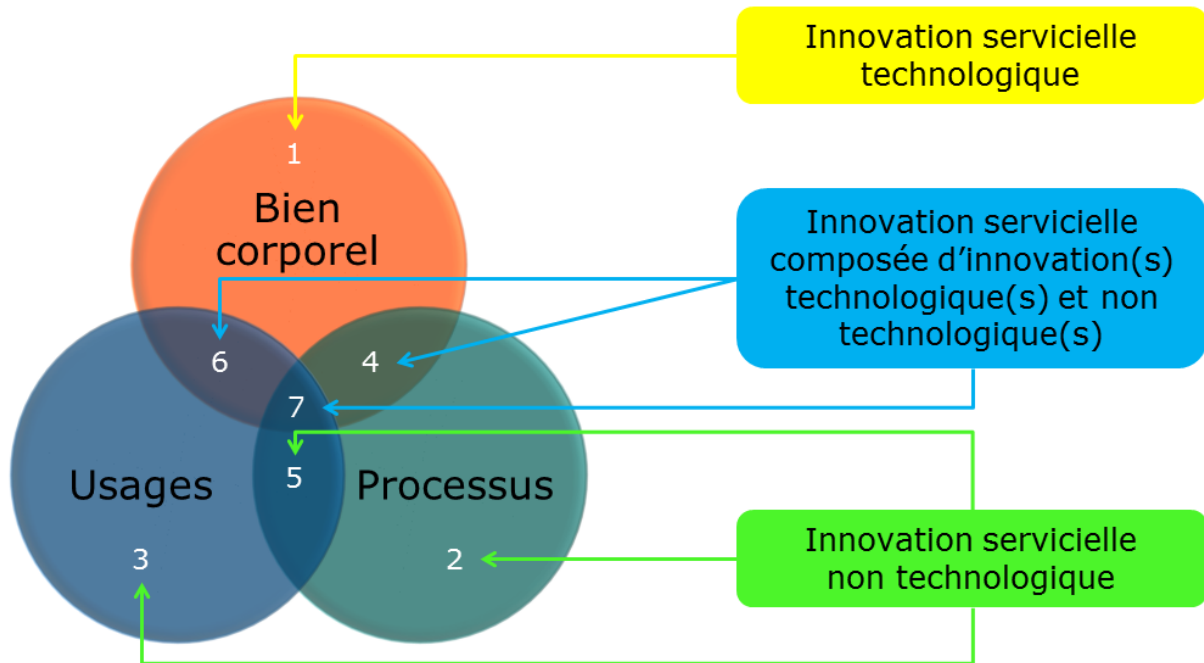 Innovation servicielle
technologique
1
Bien
corporel
Innovation servicielle
composée d’innovation(s)
technologique(s) et non
technologique(s)
6
4
7
Usages
5
Processus
3
2
Innovation servicielle
non technologique